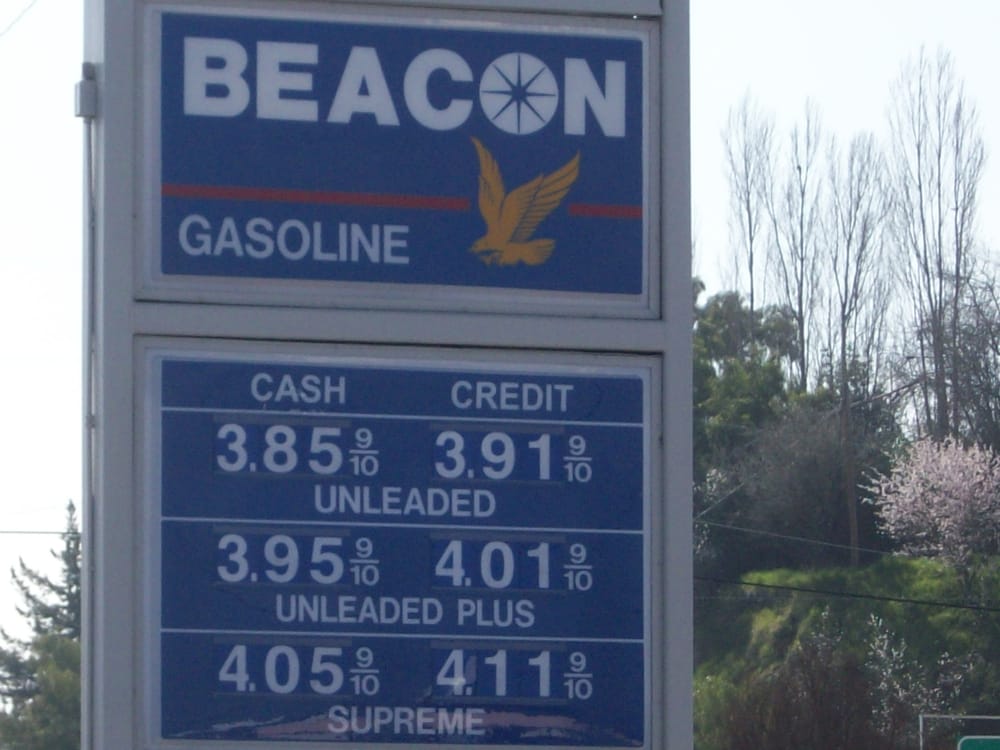 BEACON
GASOLINE
CASH CREDIT
3.85 9/10 3.91 9/10
UNLEADED
3.95 9/10 4.01 9/10
UNLEADED PLUS
4.05 9/10 4.11 9/10
SUPREME